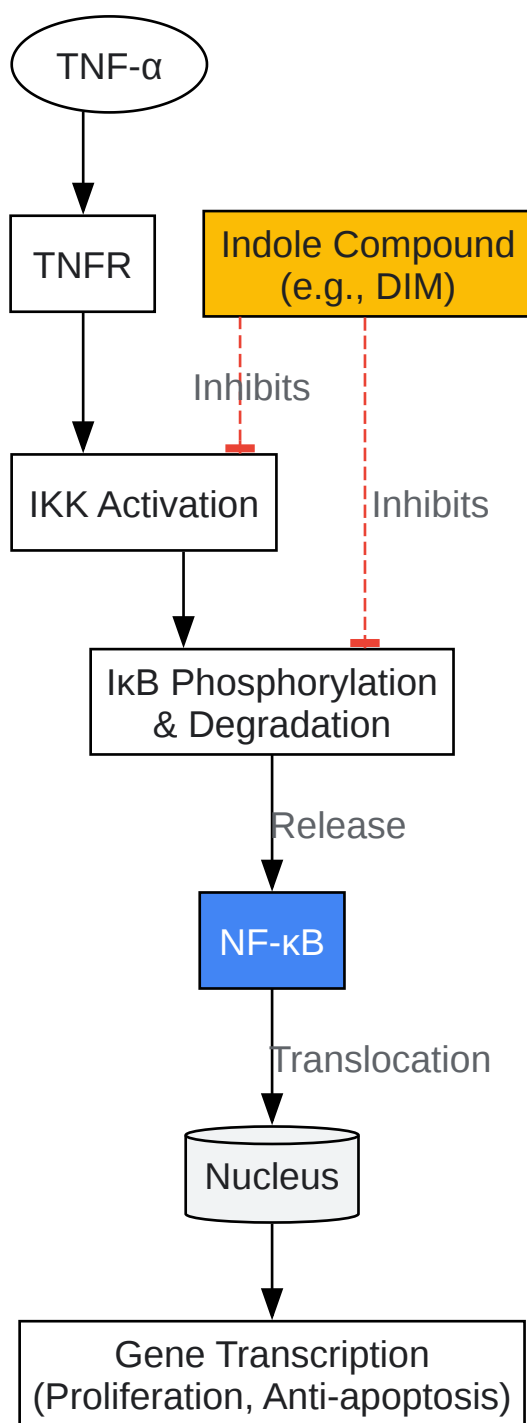 TNF-α
TNFR
Indole Compound
(e.g., DIM)
Inhibits
IKK Activation
Inhibits
IκB Phosphorylation
& Degradation
Release
NF-κB
Translocation
Nucleus
Gene Transcription
(Proliferation, Anti-apoptosis)